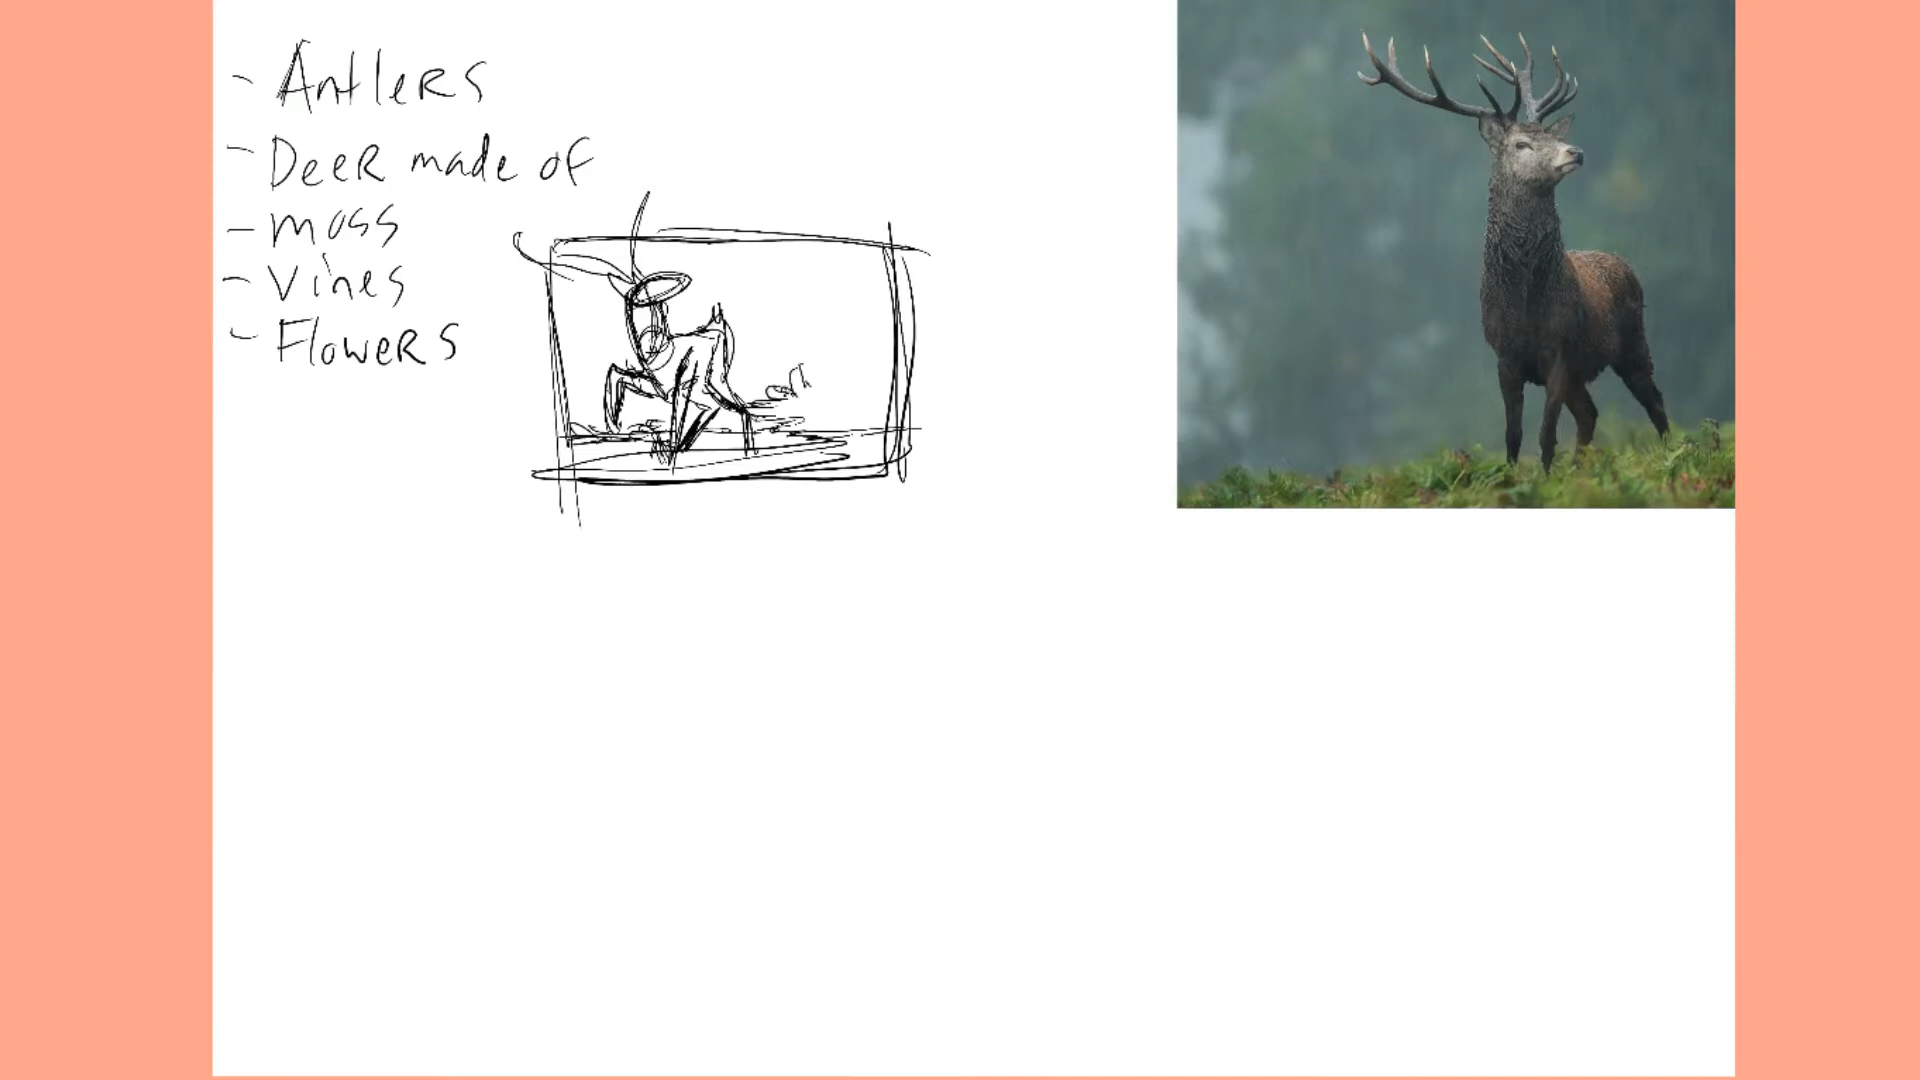 - Antlers
- Deer made of
- moss
- Vines
- Flowers